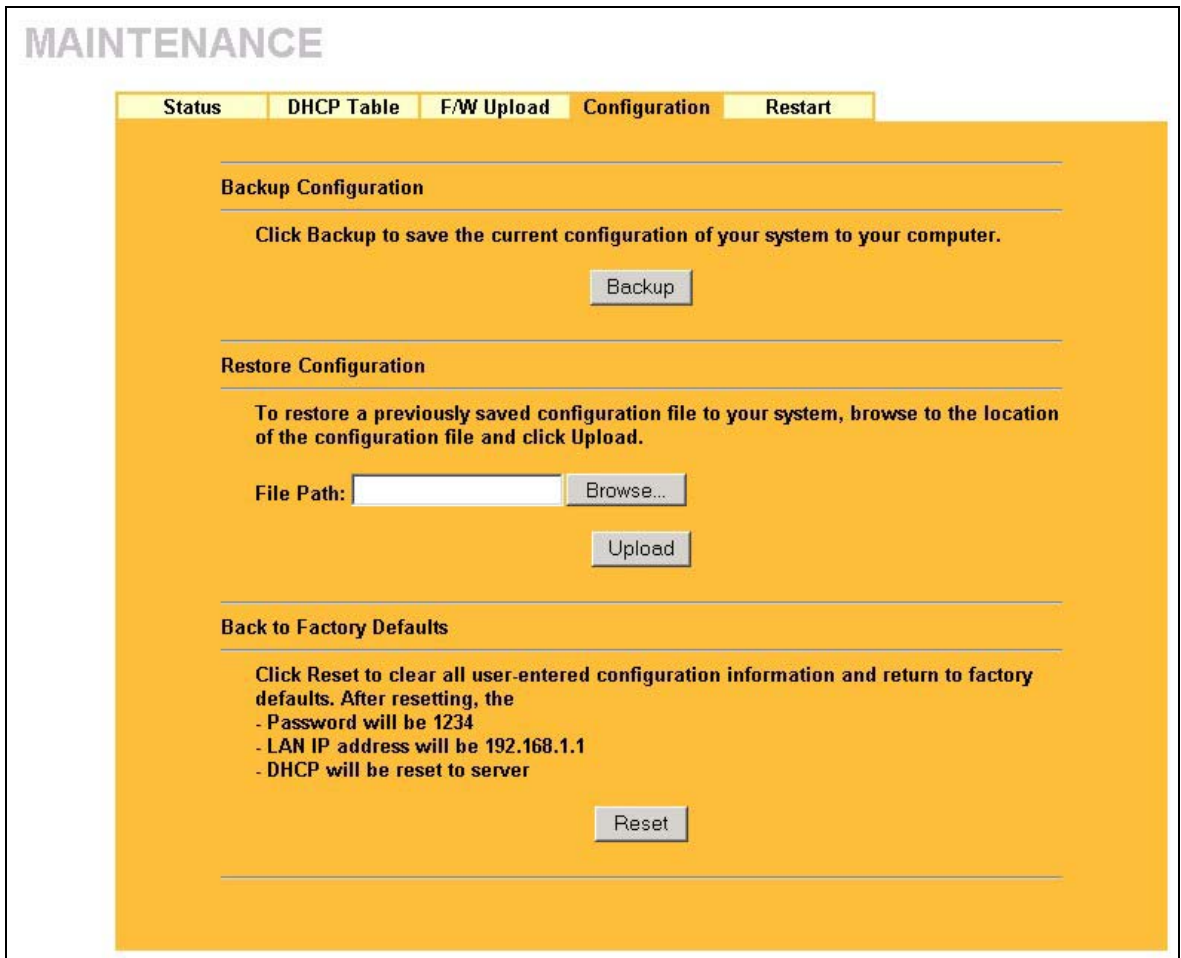 MAINTENANCE
Status DHCP Table F/W Upload Configuration Restart
Backup Configuration
Click Backup to save the current configuration of your system to your computer.
Backup
Restore Configuration
To restore a previously saved configuration file to your system, browse to the location
of the configuration file and click Upload.
File Path: Browse...
Upload
Back to Factory Defaults
Click Reset to clear all user-entered configuration information and return to factory
defaults. After resetting, the
- Password will be 1234
- LAN IP address will be 192.168.1.1
- DHCP will be reset to server
Reset